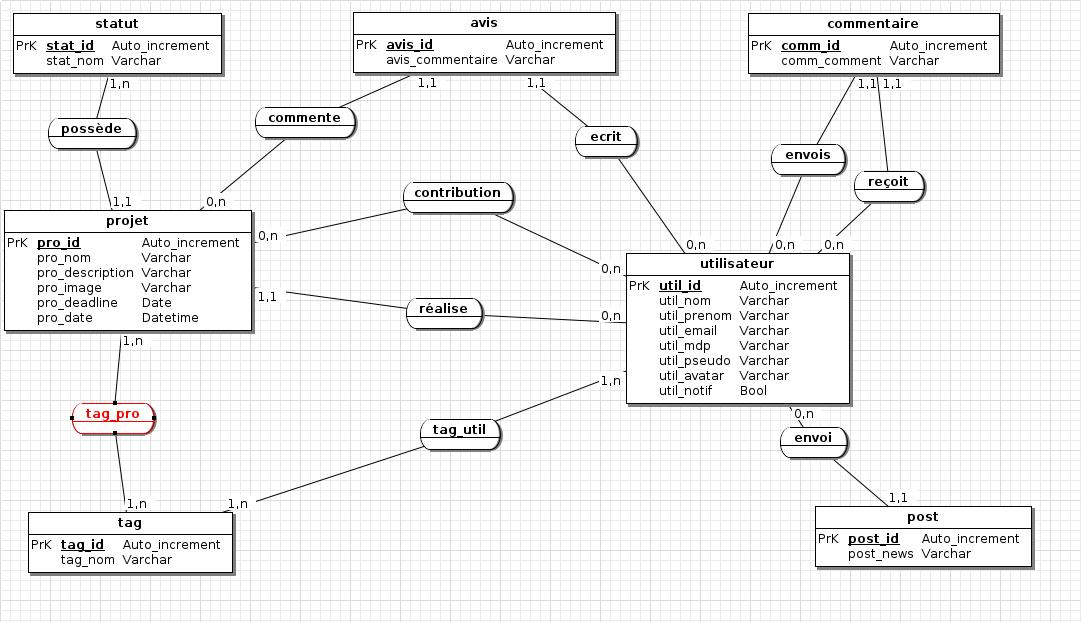 statut
PrK stat_id Auto_increment
stat_nom Varchar
avis
PrK avis_id Auto_increment
avis_commentaire Varchar
commentaire
PrK comm_id Auto_increment
comm_comment Varchar
1,n
1,1
1,1
1,1
1,1
possède
commente
ecrit
envois
reçoit
contribution
1,1
0,n
projet
PrK pro_id Auto_increment
pro_nom Varchar
pro_description Varchar
pro_image Varchar
pro_deadline Date
pro_date Datetime
0,n
1,1
réalise
0,n
0,n
0,n
0,n
0,n
utilisateur
PrK util_id Auto_increment
util_nom Varchar
util_prenom Varchar
util_email Varchar
util_mdp Varchar
util_pseudo Varchar
util_avatar Varchar
util_notif Bool
1,n
1,n
tag_pro
tag_util
0,n
envoi
1,n
1,n
1,1
tag
PrK tag_id Auto_increment
tag_nom Varchar
post
PrK post_id Auto_increment
post_news Varchar